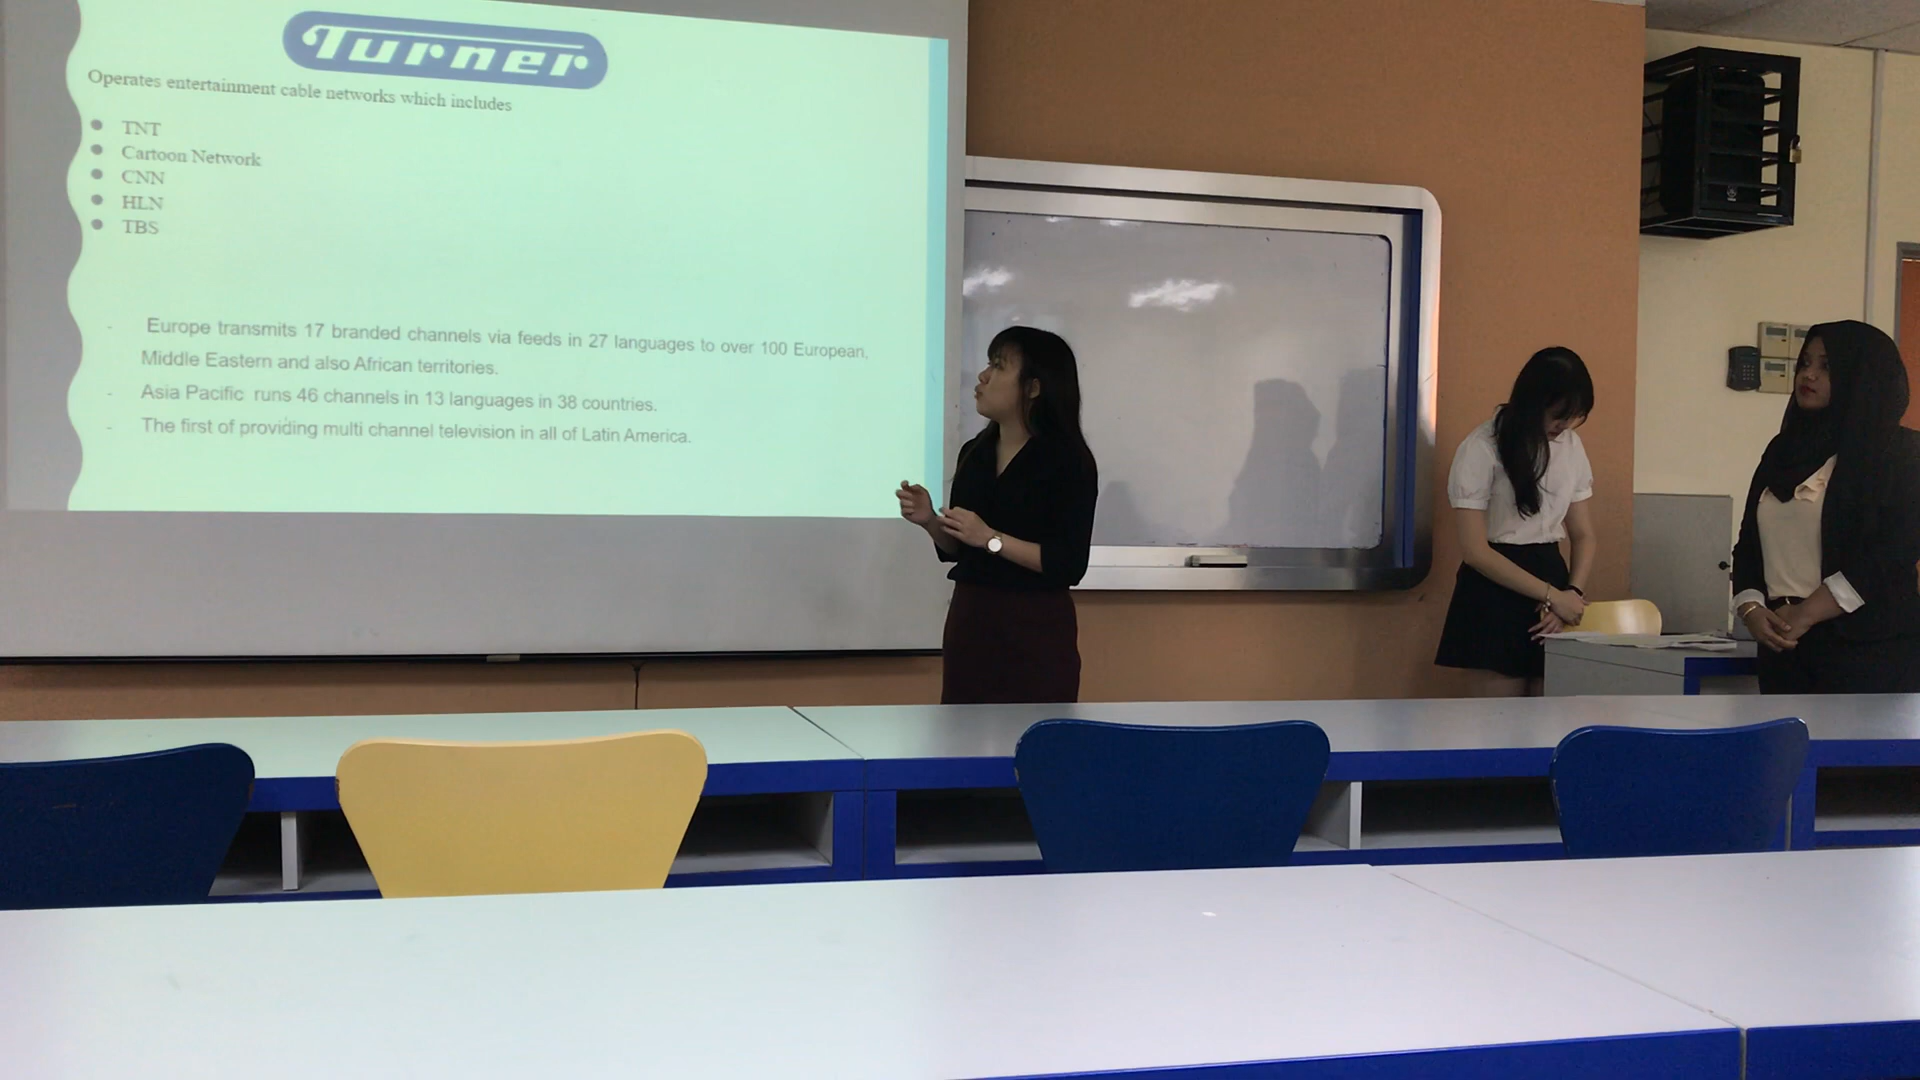 Turner
Operates entertainment cable networks which includes
● TNT
● Cartoon Network
● CNN
● HLN
● TBS
- Europe transmits 17 branded channels via feeds in 27 languages to over 100 European,
Middle Eastern and also African territories.
- Asia Pacific runs 46 channels in 13 languages in 38 countries.
- The first of providing multi channel television in all of Latin America.